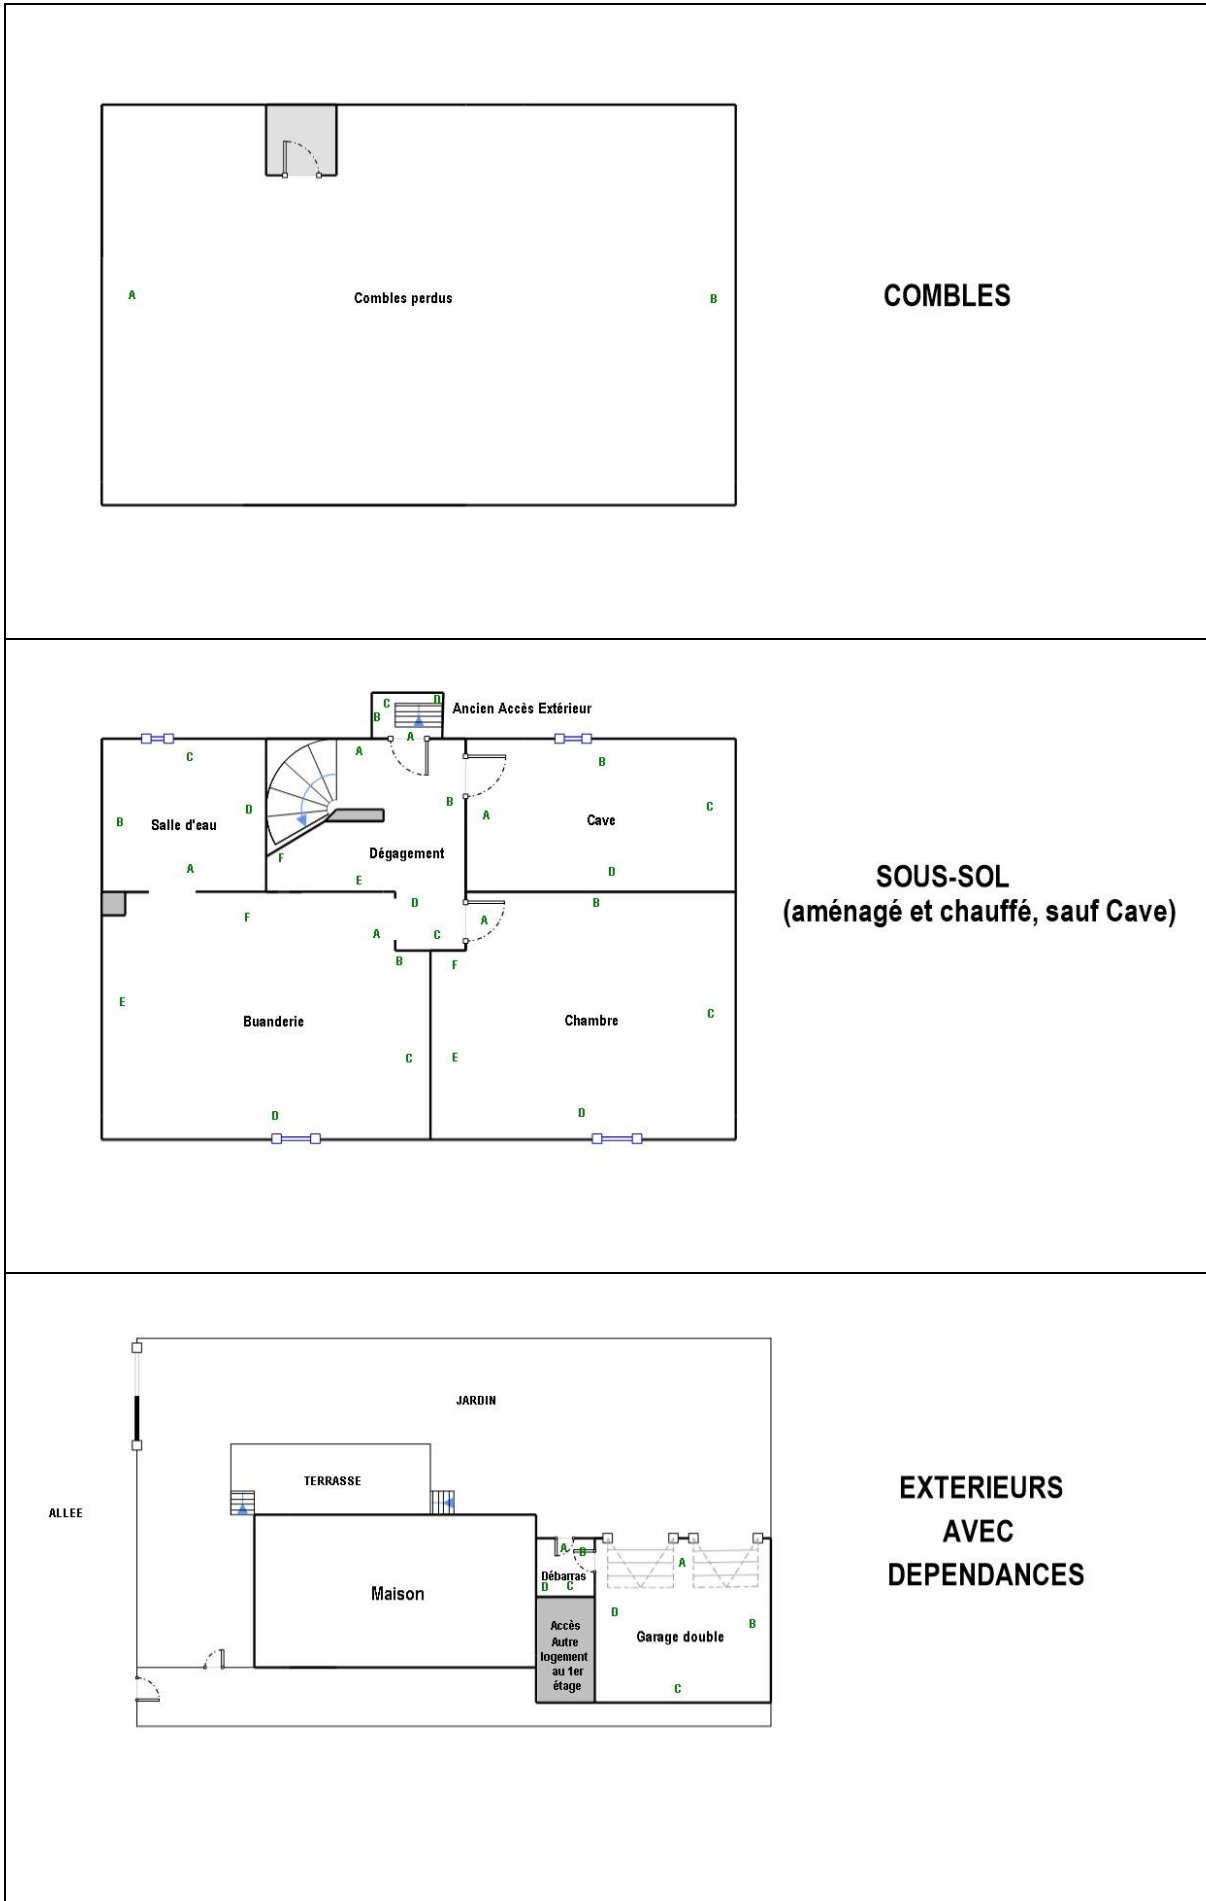 A
Combles perdus
B
COMBLES
C
D
B
Ancien Accès Extérieur
A
A
C
B
B
D
B
A
C
B
Salle d'eau
Cave
F
Dégagement
A
E
D
SOUS-SOL
(aménagé et chauffé, sauf Cave)
D
B
F
A
A
C
B
F
E
Buanderie
Chambre
C
C
E
D
D
JARDIN
TERRASSE
ALLEE
EXTERIEURS
AVEC
DEPENDANCES
A
B
A
Débarras
D
C
Maison
D
B
Garage double
Accès
Autre
logement
au 1er
étage
C